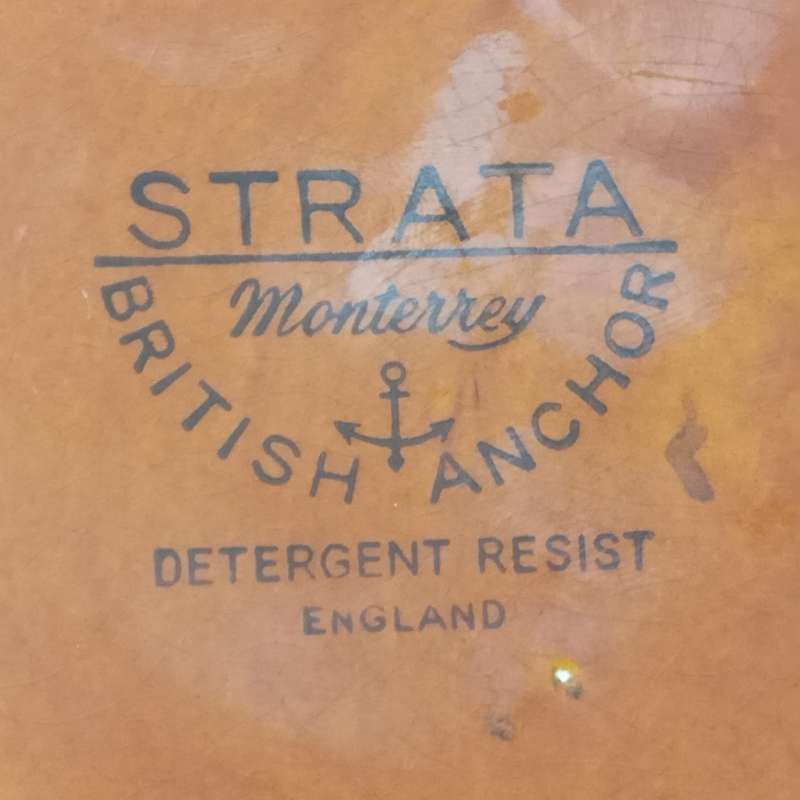 STRATA
Monterrey
BRITISH ANCHOR
DETERGENT RESIST
ENGLAND